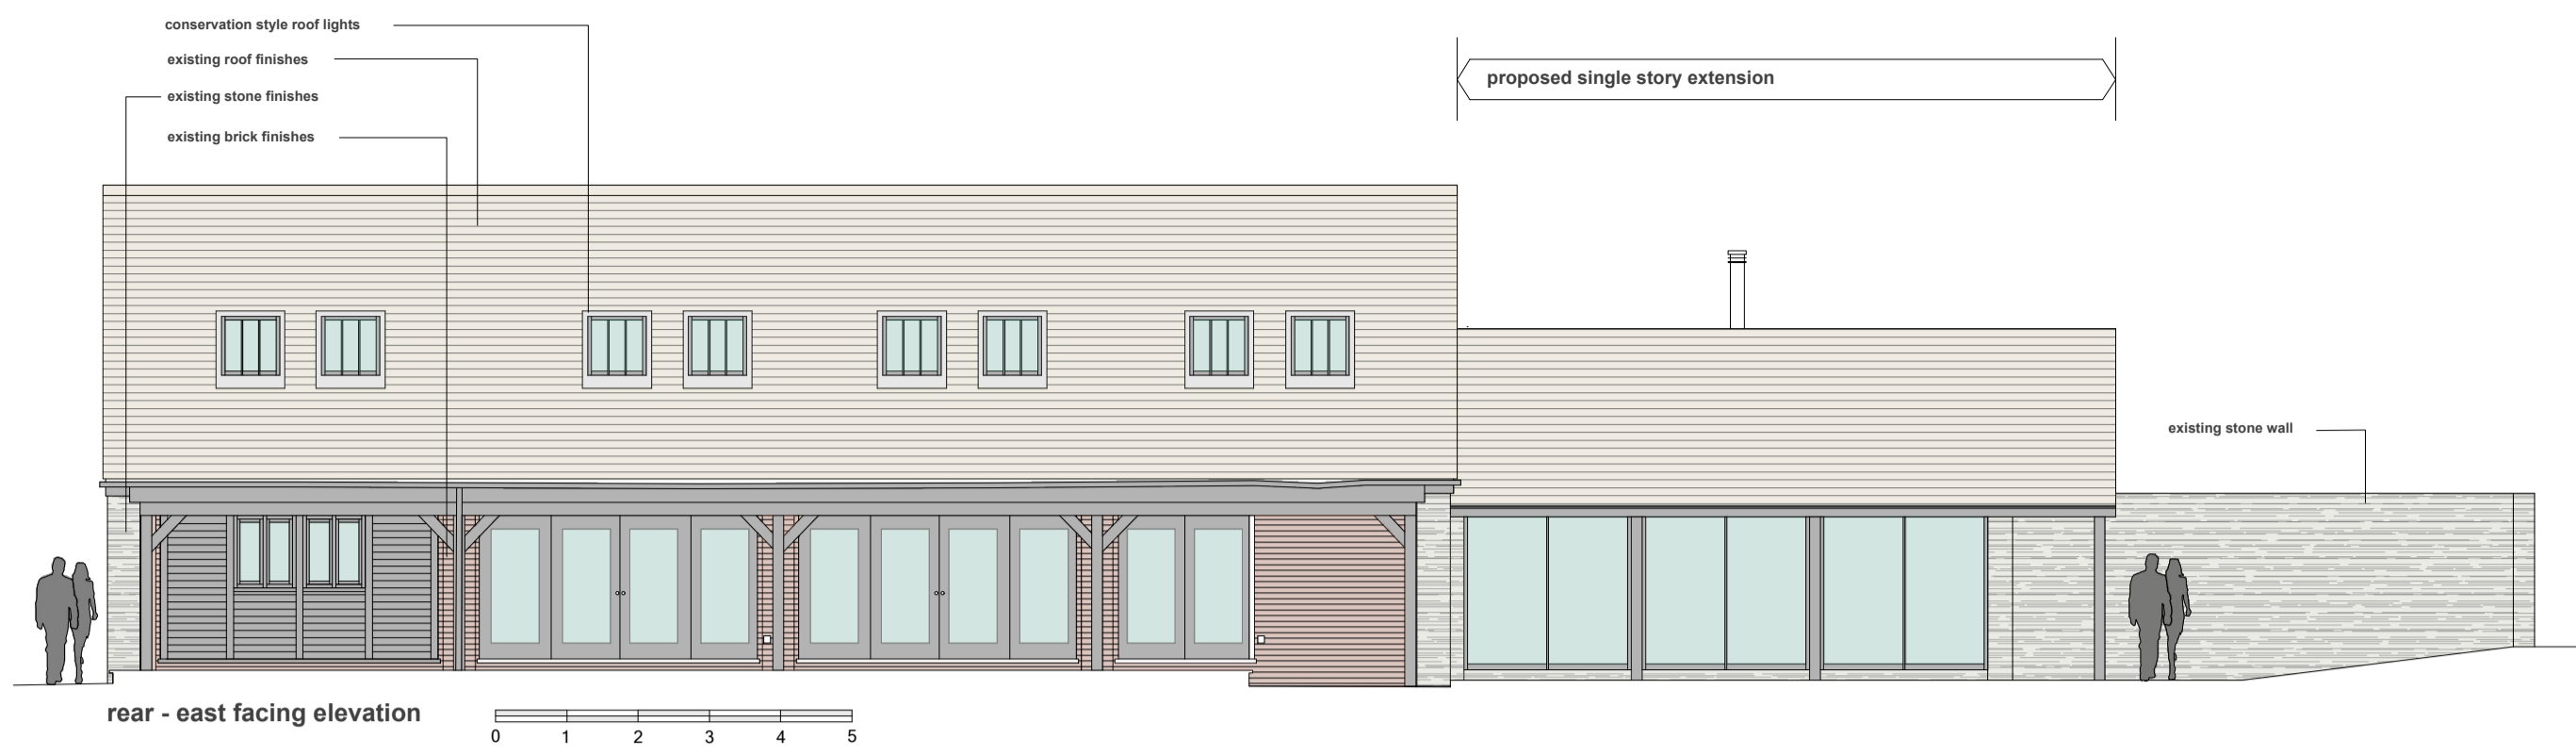 conservation style roof lights
existing roof finishes
proposed single story extension
existing stone finishes
existing brick finishes
existing stone wall
rear - east facing elevation
0 1 2 3 4 5